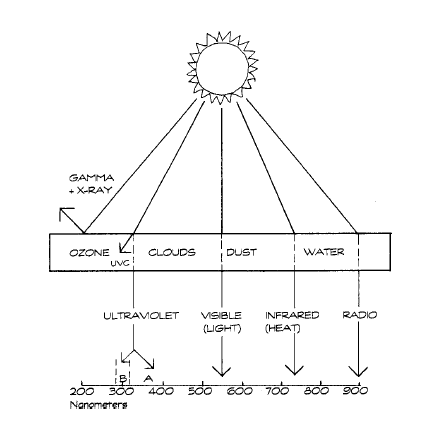 GAMMA
+ X-RAY
OZONE CLOUDS DUST WATER
UVC
ULTRAVIOLET VISIBLE INFRARED RADIO
(LIGHT) (HEAT)
B A
200 300 400 500 600 700 800 900
Nanometers